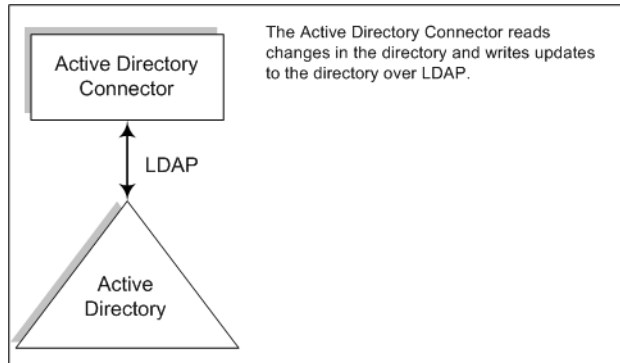 Active Directory
Connector
The Active Directory Connector reads
changes in the directory and writes updates
to the directory over LDAP.
LDAP
Active
Directory